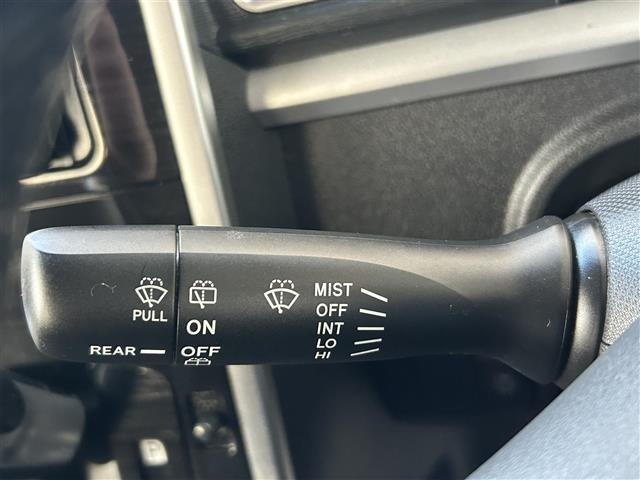 PULL
REAR
ON
OFF
MIST
OFF
INT
LO
HI
P